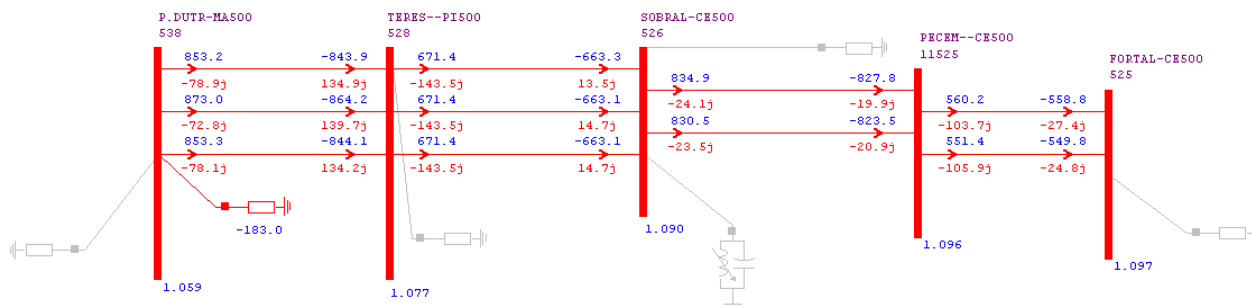 P.DUTR-MA500
538
TERES--PI500
528
SOBRAL-CE500
526
PECEM--CE500
11525
FORTAL-CE500
525
853.2
-843.9
671.4
-663.3
-78.9j
134.9j
-143.5j
13.5j
834.9
-827.8
-24.1j
-19.9j
873.0
-864.2
671.4
-663.1
-72.8j
139.7j
-143.5j
14.7j
560.2
-558.8
-103.7j
-27.4j
830.5
-823.5
-23.5j
-20.9j
853.3
-844.1
671.4
-663.1
-78.1j
134.2j
-143.5j
14.7j
551.4
-549.8
-105.9j
-24.8j
-183.0
1.059
1.077
1.090
1.096
1.097